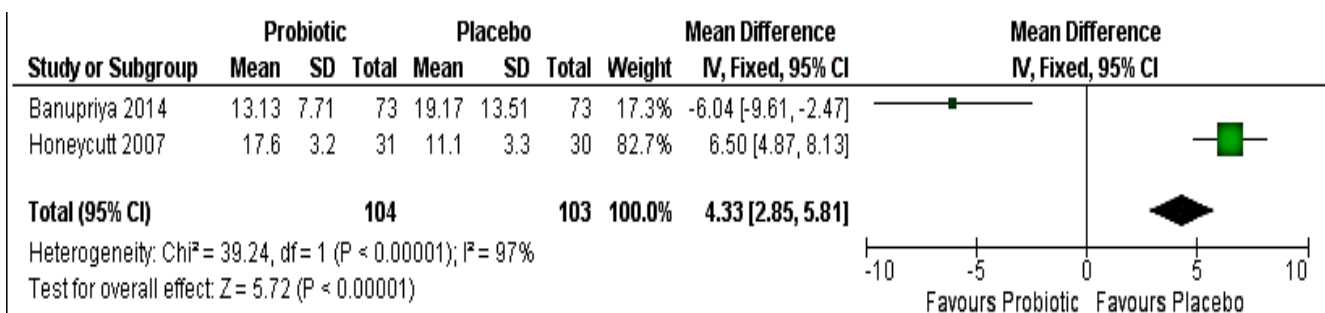 Probiotic Placebo Mean Difference Mean Difference
Study or Subgroup Mean SD Total Mean SD Total Weight IV, Fixed, 95% CI IV, Fixed, 95% CI
Banupriya 2014 13.13 7.71 73 19.17 13.51 73 17.3% -6.04 [-9.61, -2.47]
Honeycutt 2007 17.6 3.2 31 11.1 3.3 30 82.7% 6.50 [4.87, 8.13]
Total (95% CI) 104 103 100.0% 4.33 [2.85, 5.81]
Heterogeneity: Chi² = 39.24, df = 1 (P < 0.00001); I² = 97%
Test for overall effect: Z = 5.72 (P < 0.00001)
-10 -5 0 5 10
Favours Probiotic Favours Placebo